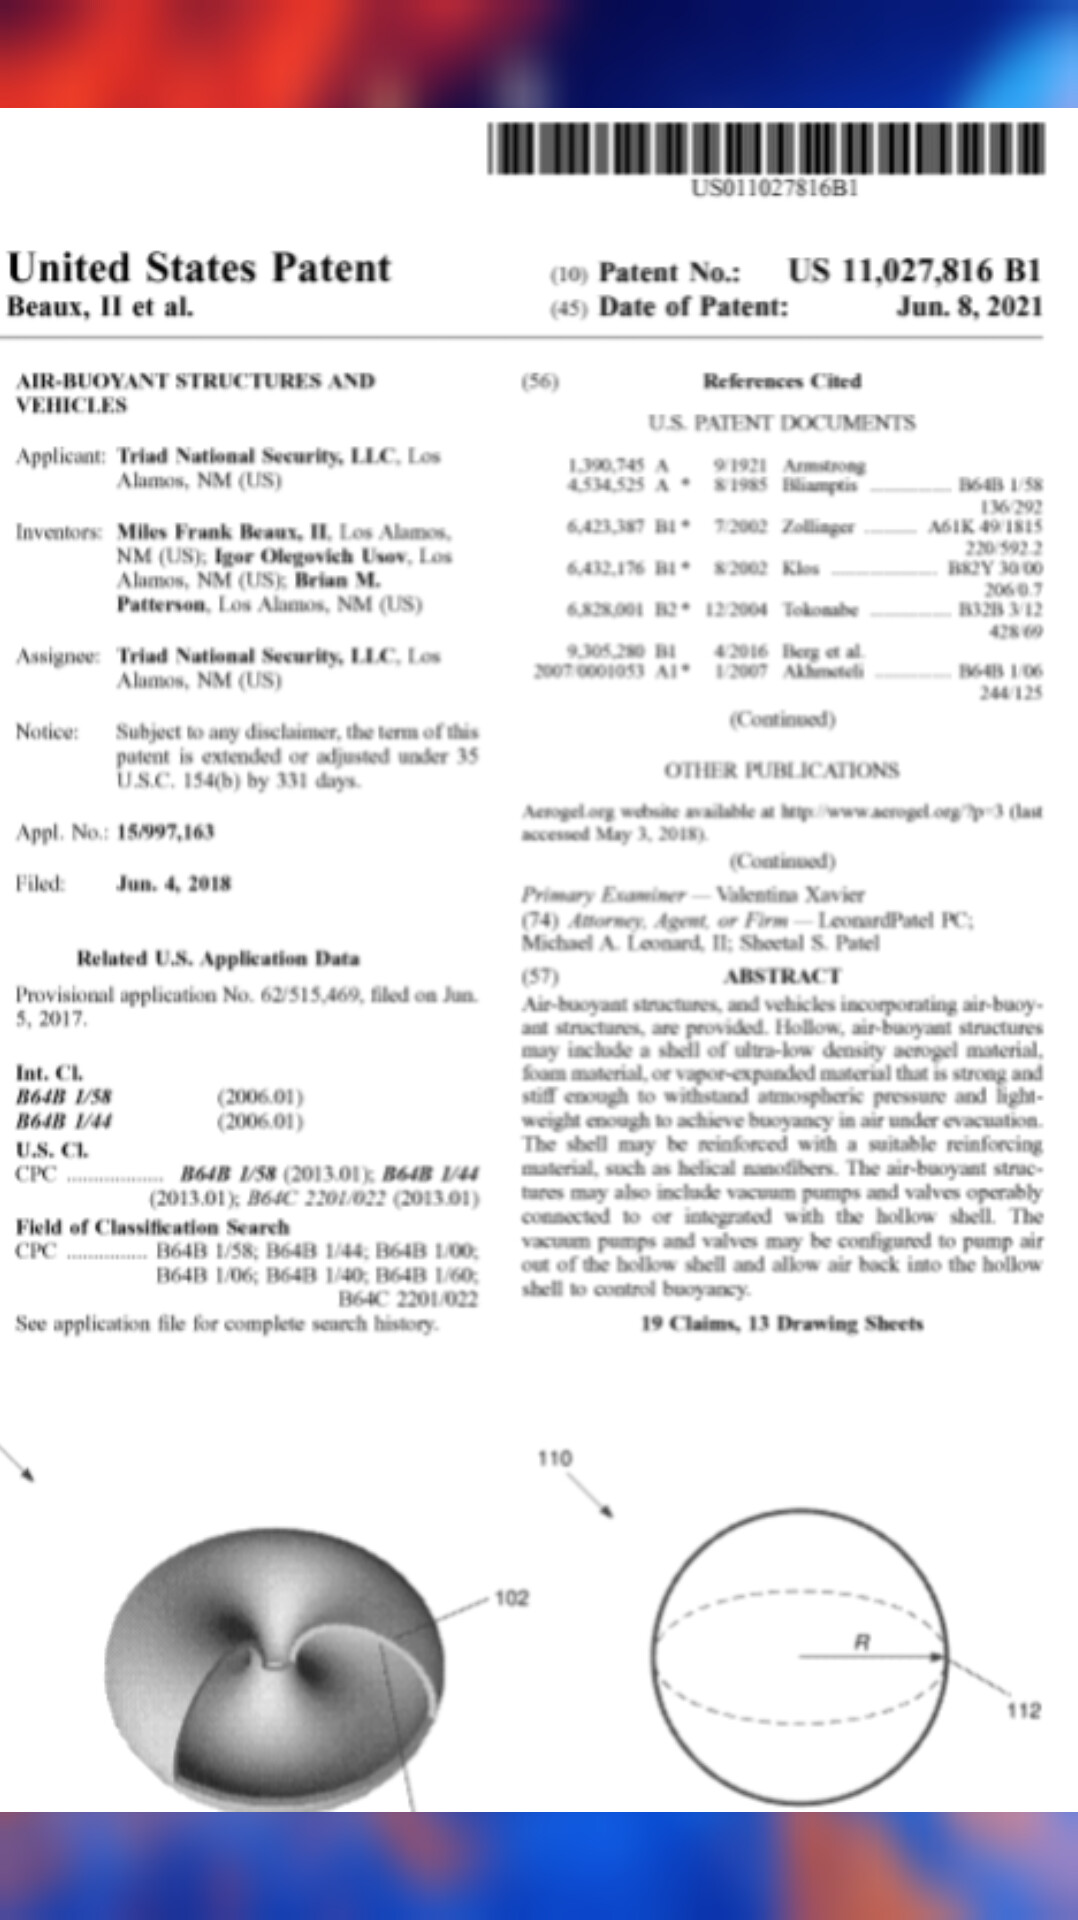 US011027816B1
United States Patent
Beaux, II et al.
(10) Patent No.: US 11,027,816 B1
(45) Date of Patent: Jun. 8, 2021
AIR-BUOYANT STRUCTURES AND
VEHICLES
Applicant: Triad National Security, LLC, Los
Alamos, NM (US)
Inventors: Miles Frank Beaux, II, Los Alamos,
NM (US); Igor Olegovich Usov, Los
Alamos, NM (US); Brian M.
Patterson, Los Alamos, NM (US)
Assignee: Triad National Security, LLC, Los
Alamos, NM (US)
Notice: Subject to any disclaimer, the term of this
patent is extended or adjusted under 35
U.S.C. 154(b) by 331 days.
Appl. No.: 15/997,163
Filed: Jun. 4, 2018
Related U.S. Application Data
Provisional application No. 62/515,469, filed on Jun.
5, 2017.
Int. Cl.
B64B 1/58 (2006.01)
B64B 1/44 (2006.01)
U.S. Cl.
CPC .................... B64B 1/58 (2013.01); B64B 1/44
(2013.01); B64C 2201/022 (2013.01)
Field of Classification Search
CPC ................ B64B 1/58; B64B 1/44; B64B 1/00;
B64B 1/06; B64B 1/40; B64B 1/60;
B64C 2201/022
See application file for complete search history.
(56) References Cited
U.S. PATENT DOCUMENTS
1,390,745 A 9/1921 Armstrong
4,534,525 A * 8/1985 Bliamptis ................ B64B 1/58
136/292
6,423,387 B1 * 7/2002 Zollinger .......... A61K 49/1815
220/592.2
6,432,176 B1 * 8/2002 Klos .................... B82Y 30/00
206/0.7
6,828,001 B2 * 12/2004 Tokonabe ................ B32B 3/12
428/69
9,305,280 B1 4/2016 Berg et al.
2007/0001053 A1 * 1/2007 Akhmeteli ............... B64B 1/06
244/125
(Continued)
OTHER PUBLICATIONS
Aerogel.org website available at http://www.aerogel.org/?p=3 (last
accessed May 3, 2018).
(Continued)
Primary Examiner — Valentina Xavier
(74) Attorney, Agent, or Firm — LeonardPatel PC;
Michael A. Leonard, II; Sheetal S. Patel
(57) ABSTRACT
Air-buoyant structures, and vehicles incorporating air-buoy-
ant structures, are provided. Hollow, air-buoyant structures
may include a shell of ultra-low density aerogel material,
foam material, or vapor-expanded material that is strong and
stiff enough to withstand atmospheric pressure and light-
weight enough to achieve buoyancy in air under evacuation.
The shell may be reinforced with a suitable reinforcing
material, such as helical nanofibers. The air-buoyant struc-
tures may also include vacuum pumps and valves operably
connected to or integrated with the hollow shell. The
vacuum pumps and valves may be configured to pump air
out of the hollow shell and allow air back into the hollow
shell to control buoyancy.
19 Claims, 13 Drawing Sheets
110
102
R
112